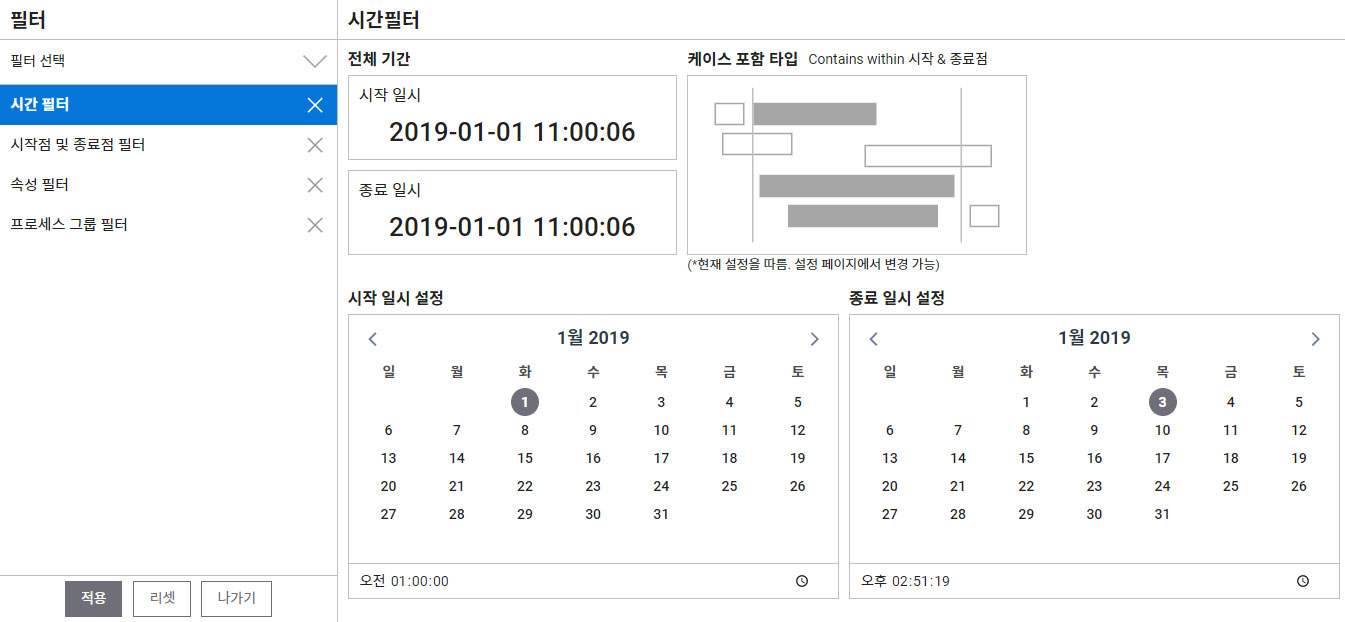 필터
필터 선택
시간 필터
시작점 및 종료점 필터
속성 필터
프로세스 그룹 필터
적용 리셋 나가기
시간필터
전체 기간
시작 일시
2019-01-01 11:00:06
종료 일시
2019-01-01 11:00:06
케이스 포함 타입 Contains within 시작 & 종료점
(*현재 설정을 따름. 설정 페이지에서 변경 가능)
시작 일시 설정
1월 2019
일 월 화 수 목 금 토
1 2 3 4 5
6 7 8 9 10 11 12
13 14 15 16 17 18 19
20 21 22 23 24 25 26
27 28 29 30 31
오전 01:00:00
종료 일시 설정
1월 2019
일 월 화 수 목 금 토
1 2 3 4 5
6 7 8 9 10 11 12
13 14 15 16 17 18 19
20 21 22 23 24 25 26
27 28 29 30 31
오후 02:51:19